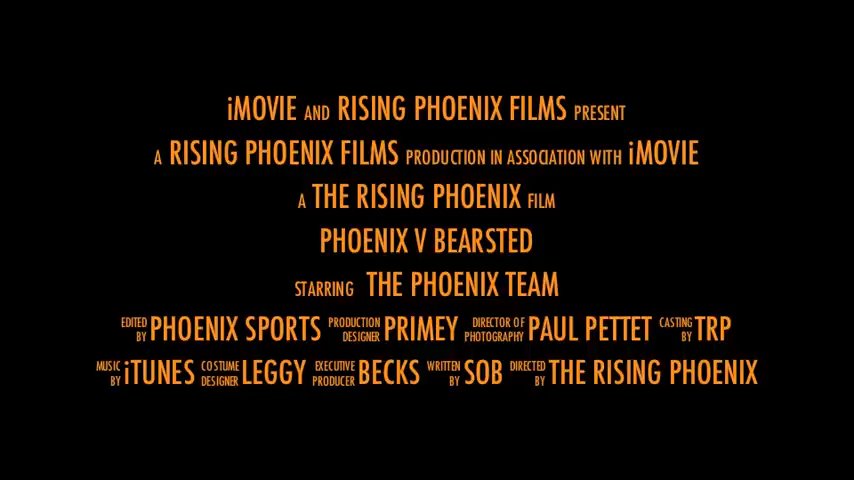 iMOVIE AND RISING PHOENIX FILMS PRESENT
A RISING PHOENIX FILMS PRODUCTION IN ASSOCIATION WITH iMOVIE
A THE RISING PHOENIX FILM
PHOENIX V BEARSTED
STARRING THE PHOENIX TEAM
EDITED BY PHOENIX SPORTS PRODUCTION DESIGNER PRIMEY DIRECTOR OF PHOTOGRAPHY PAUL PETTET CASTING BY TRP
MUSIC BY iTUNES COSTUME DESIGNER LEGGY EXECUTIVE PRODUCER BECKS WRITTEN BY SOB DIRECTED BY THE RISING PHOENIX